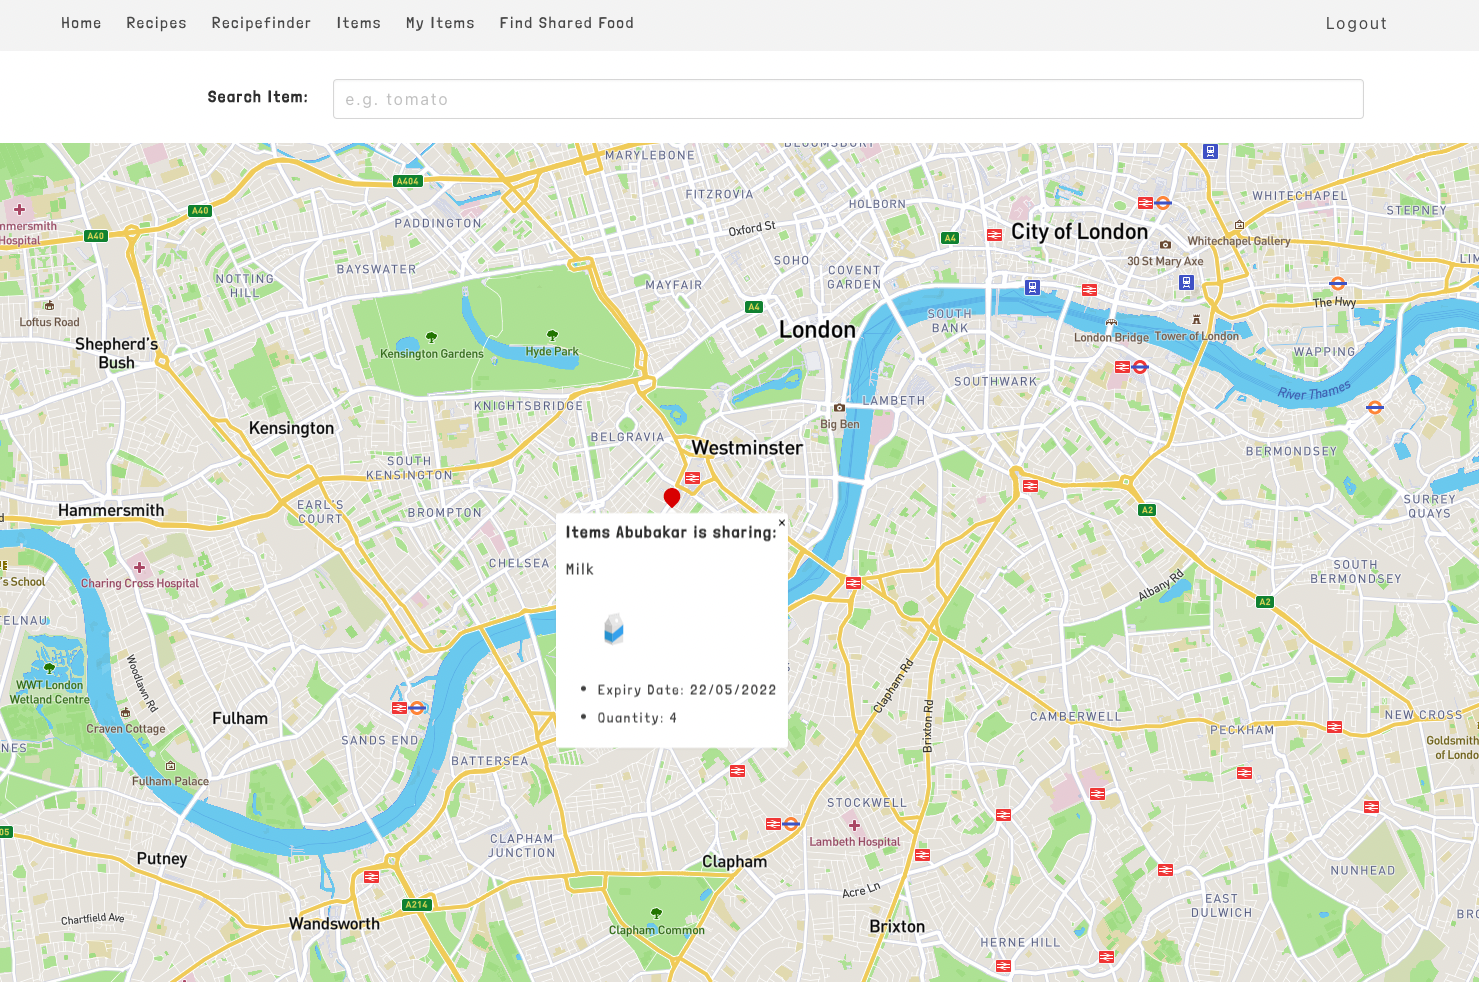 Home Recipes Recipefinder Items My Items Find Shared Food Logout
Search Item: e.g. tomato
MARYLEBONE
BLOOMSBURY
A404
FITZROVIA
WHITECHAPEL
HOLBORN
STEPNEY
A40
PADDINGTON
Oxford St
City of London
Hospital
A40
A4
Whitechapel Gallery
SOHO
30 St Mary Axe
BAYSWATER
COVENT
GARDEN
NOTTING
HILL
MAYFAIR
A4
The Hwy
Loftus Road
SOUTH
BANK
London
London Bridge
Tower of London
Shepherd's
Bush
Kensington Gardens
Hyde Park
WAPPING
SOUTHWARK
River Thames
KNIGHTSBRIDGE
LAMBETH
Big Ben
Kensington
BELGRAVIA
Westminster
BERMONDSEY
SOUTH
KENSINGTON
SURREY
QUAYS
Hammersmith
EARL'S
COURT
BROMPTON
A2
×
Items Abubakar is sharing:
Milk
Expiry Date: 22/05/2022
Quantity: 4
CHELSEA
Charing Cross Hospital
's School
SOUTH
BERMONDSEY
Albany Rd
A2
WWT London
Wetland Centre
Woodlawn Rd
Clapham Rd
Craven Cottage
Fulham
Brixton Rd
CAMBERWELL
NEW CROSS
PECKHAM
SANDS END
BATTERSEA
Fulham Palace
STOCKWELL
CLAPHAM
JUNCTION
Lambeth Hospital
Putney
Clapham
NUNHEAD
Acre Ln
A214
EAST
DULWICH
Chartfield Ave
Wandsworth
Clapham Common
Brixton
HERNE HILL